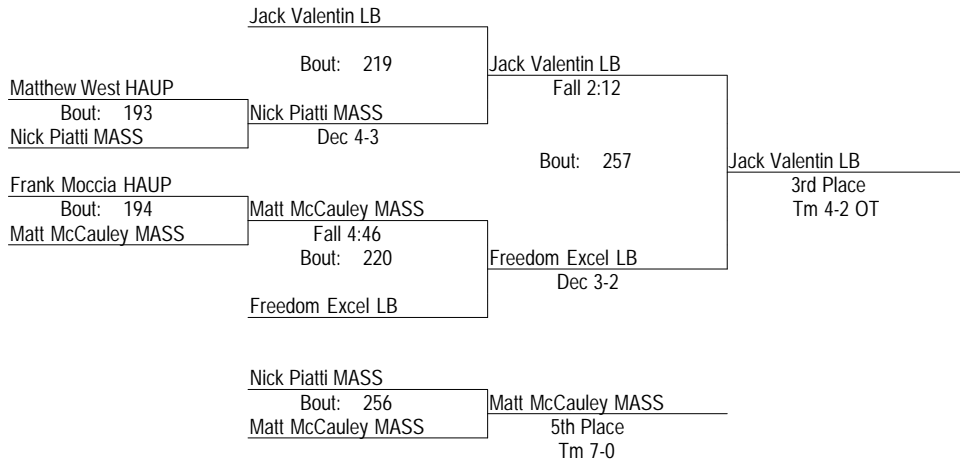 Jack Valentin LB
Bout: 219
Jack Valentin LB
Fall 2:12
Matthew West HAUP
Bout: 193
Nick Piatti MASS
Dec 4-3
Nick Piatti MASS
Bout: 257
Jack Valentin LB
3rd Place
Tm 4-2 OT
Frank Moccia HAUP
Bout: 194
Matt McCauley MASS
Fall 4:46
Matt McCauley MASS
Bout: 220
Freedom Excel LB
Dec 3-2
Freedom Excel LB
Nick Piatti MASS
Bout: 256
Matt McCauley MASS
Matt McCauley MASS
5th Place
Tm 7-0